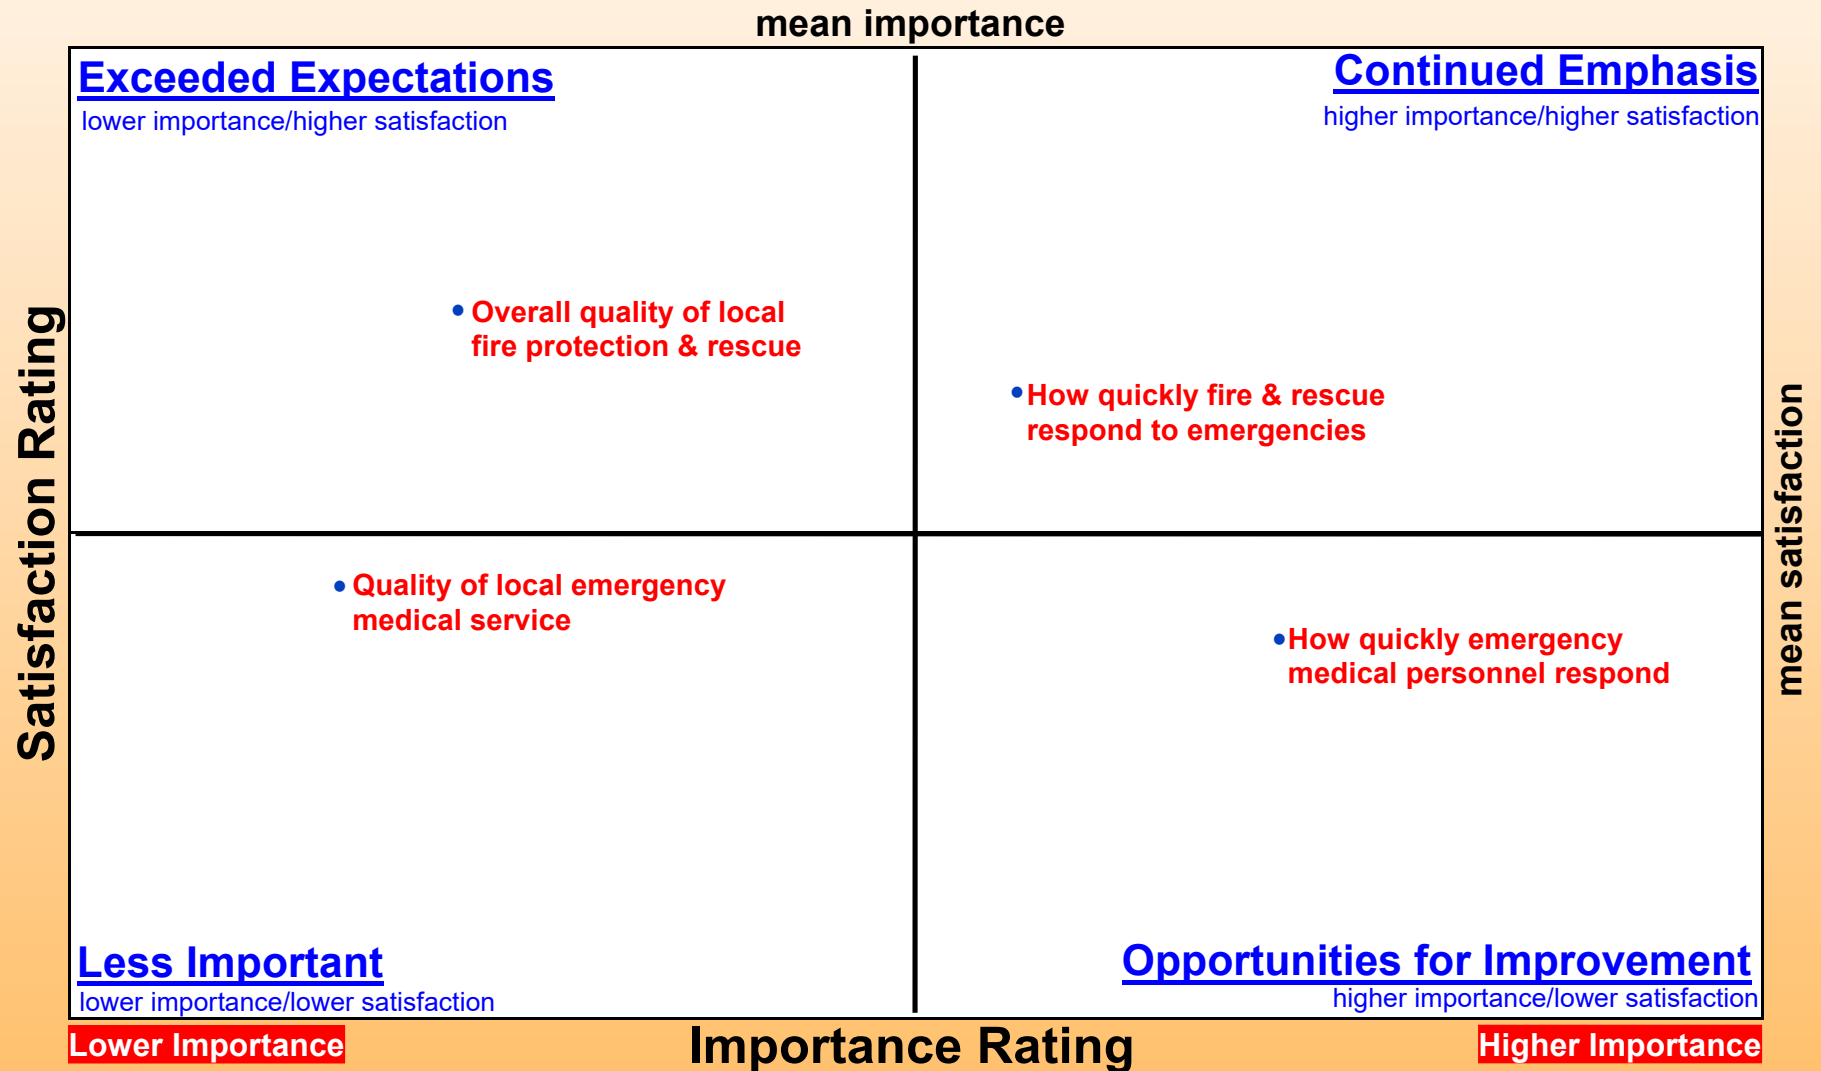 mean importance
Exceeded Expectations
lower importance/higher satisfaction
Continued Emphasis
higher importance/higher satisfaction
Satisfaction Rating
mean satisfaction
Overall quality of local
fire protection & rescue
How quickly fire & rescue
respond to emergencies
Quality of local emergency
medical service
How quickly emergency
medical personnel respond
Less Important
lower importance/lower satisfaction
Opportunities for Improvement
higher importance/lower satisfaction
Lower Importance
Importance Rating
Higher Importance